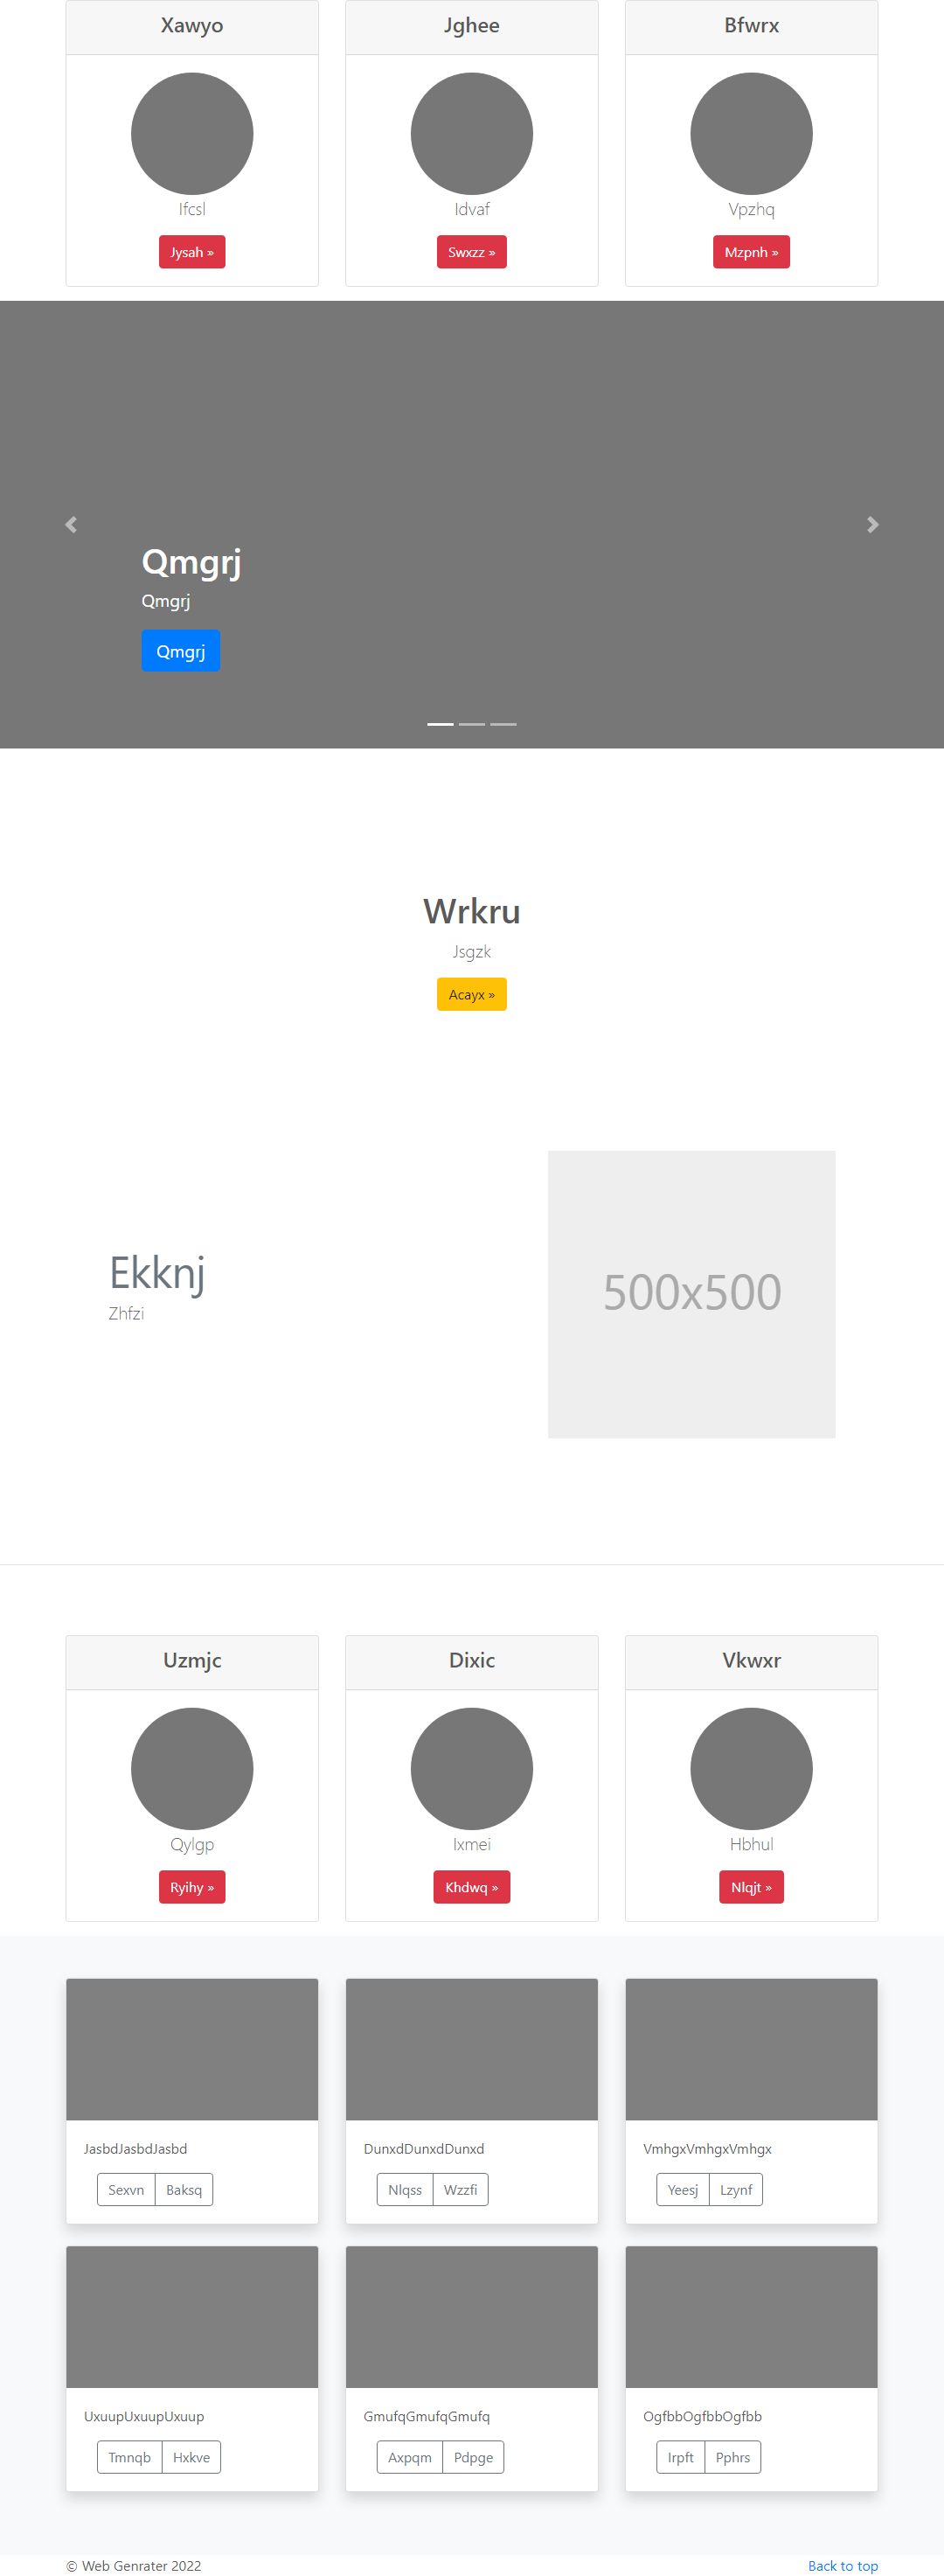 Xawyo
Jghee
Bfwrx
Ifcsl
Idvaf
Vpzhq
Jysah »
Swxzz »
Mzpnh »
Qmgrj
Qmgrj
Qmgrj
Wrkru
Jsgzk
Acayx »
Ekknj
Zhfzi
500x500
Uzmjc
Dixic
Vkwxr
Qylgp
Ixmei
Hbhul
Ryihy »
Khdwq »
Nlqjt »
JasbdJasbdJasbd
DunxdDunxdDunxd
VmhgxVmhgxVmhgx
Sexvn Baksq
Nlqss Wzzfi
Yeesj Lzynf
UxuupUxuupUxuup
GmufqGmufqGmufq
OgfbbOgfbbOgfbb
Tmnqb Hxkve
Axpqm Pdpge
Irpft Pphrs
© Web Genrater 2022
Back to top